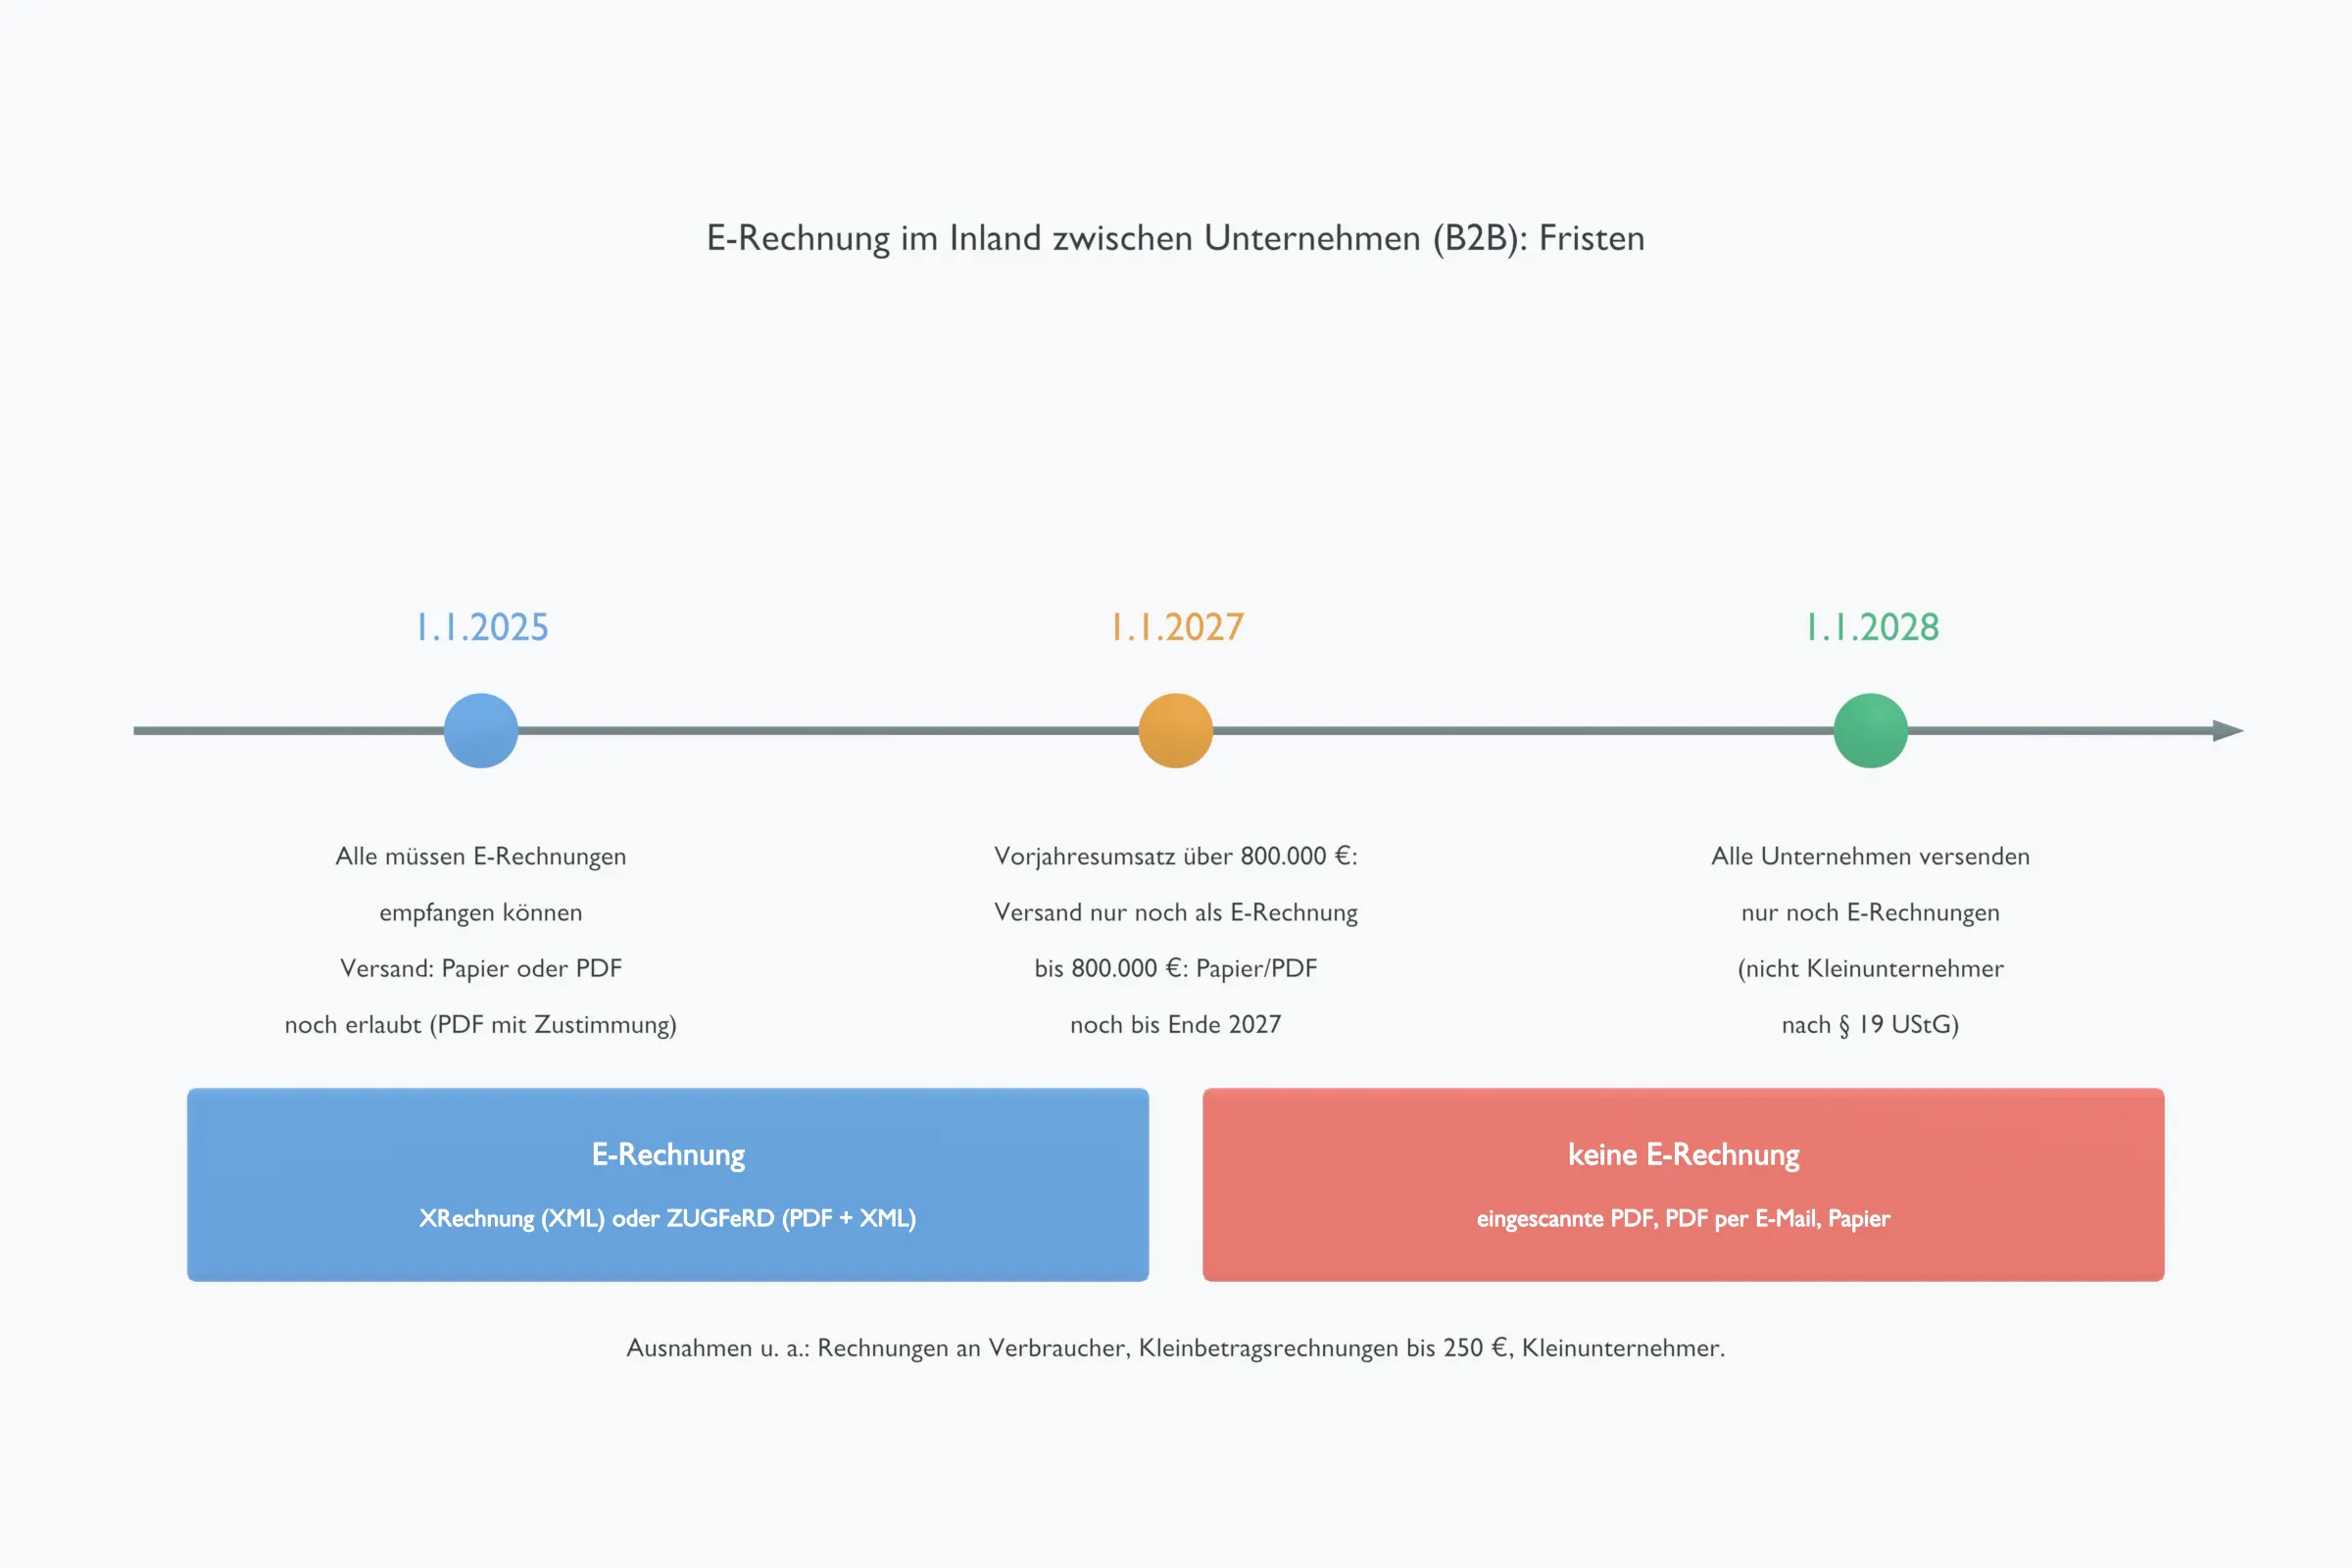 E-Rechnung im Inland zwischen Unternehmen (B2B): Fristen
1.1.2025
1.1.2027
1.1.2028
Alle müssen E-Rechnungen
empfangen können
Versand: Papier oder PDF
noch erlaubt (PDF mit Zustimmung)
Vorjahresumsatz über 800.000 €:
Versand nur noch als E-Rechnung
bis 800.000 €: Papier/PDF
noch bis Ende 2027
Alle Unternehmen versenden
nur noch E-Rechnungen
(nicht Kleinunternehmer
nach § 19 UStG)
E-Rechnung
XRechnung (XML) oder ZUGFeRD (PDF + XML)
keine E-Rechnung
eingescannte PDF, PDF per E-Mail, Papier
Ausnahmen u. a.: Rechnungen an Verbraucher, Kleinbetragsrechnungen bis 250 €, Kleinunternehmer.